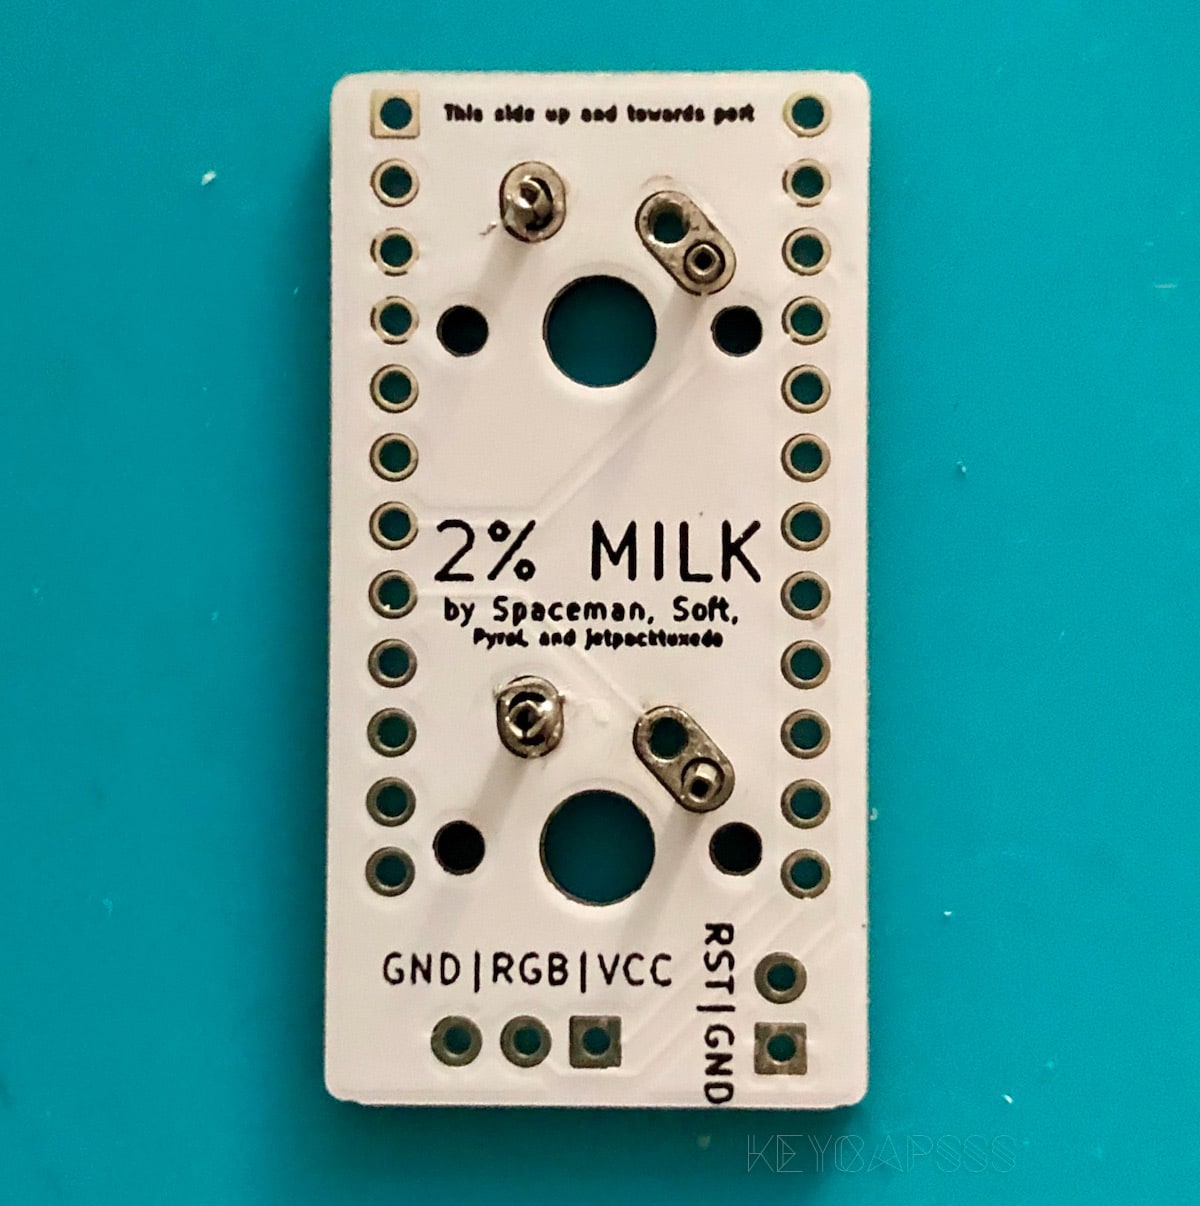 This side up and towards port
2% MILK
by Spaceman, Soft,
PyroL and jetpacktuxedo
GND|RGB|VCC
RST|GND
KEYCAPSSS